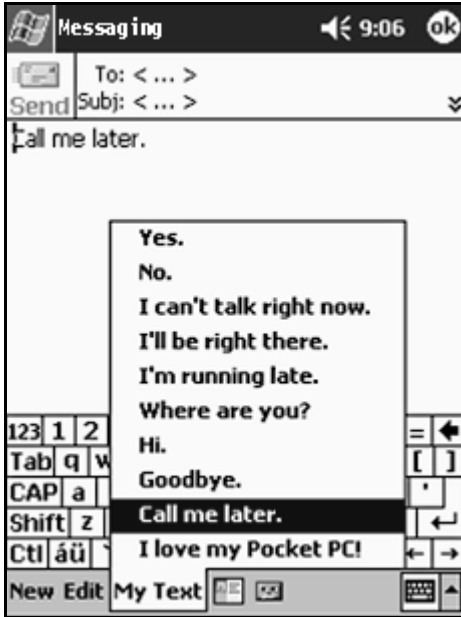 Messaging 9:06 ok
To: < ... >
Send Subj: < ... >
Call me later.
Yes.
No.
I can't talk right now.
I'll be right there.
I'm running late.
Where are you?
Hi.
Goodbye.
Call me later.
I love my Pocket PC!
123 1 2 =
Tab q w [ ]
CAP a '
Shift z
Ctl áü `
New Edit My Text